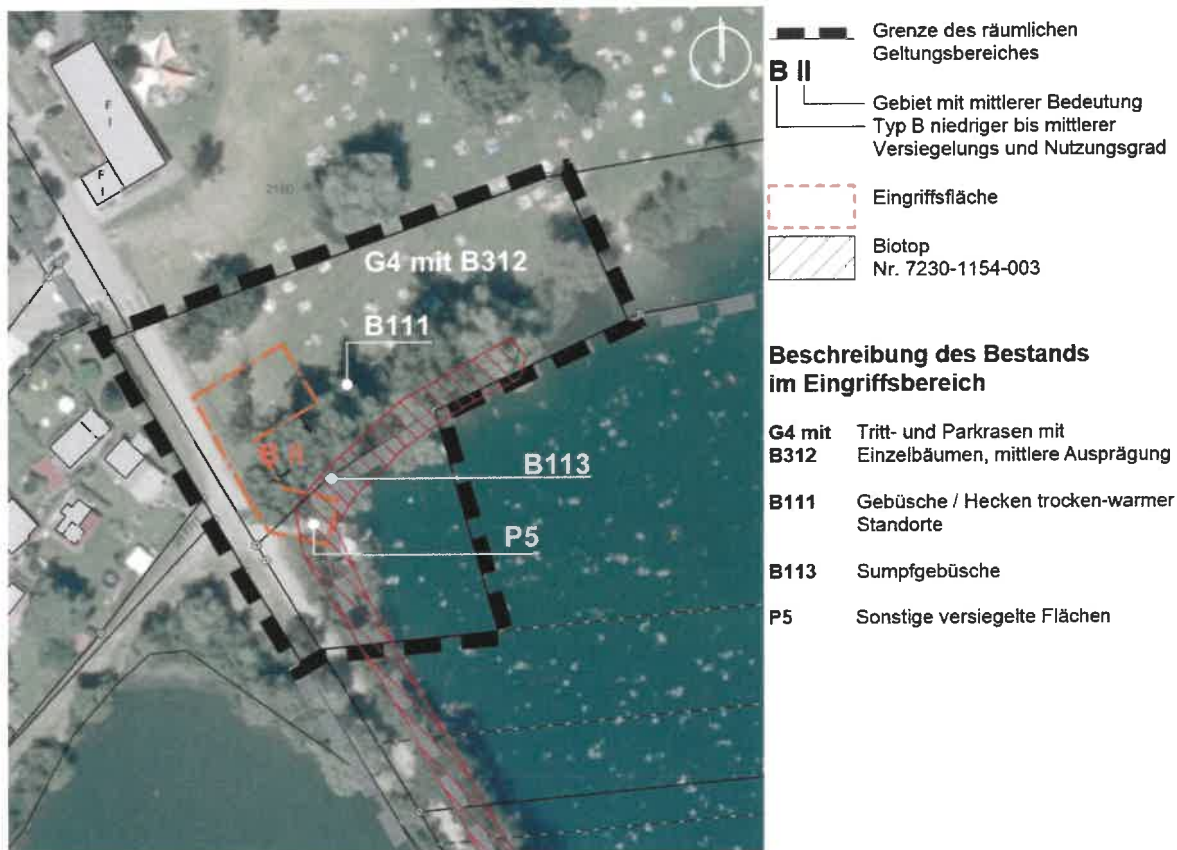 Grenze des räumlichen
Geltungsbereiches
B II
Gebiet mit mittlerer Bedeutung
Typ B niedriger bis mittlerer
Versiegelungs und Nutzungsgrad
Eingriffsfläche
Biotop
Nr. 7230-1154-003
Beschreibung des Bestands
im Eingriffsbereich
G4 mit Tritt- und Parkrasen mit
B312 Einzelbäumen, mittlere Ausprägung
B111 Gebüsche / Hecken trocken-warmer
Standorte
B113 Sumpfgebüsche
P5 Sonstige versiegelte Flächen
F
I
F
I
G4 mit B312
B111
B II
B113
P5